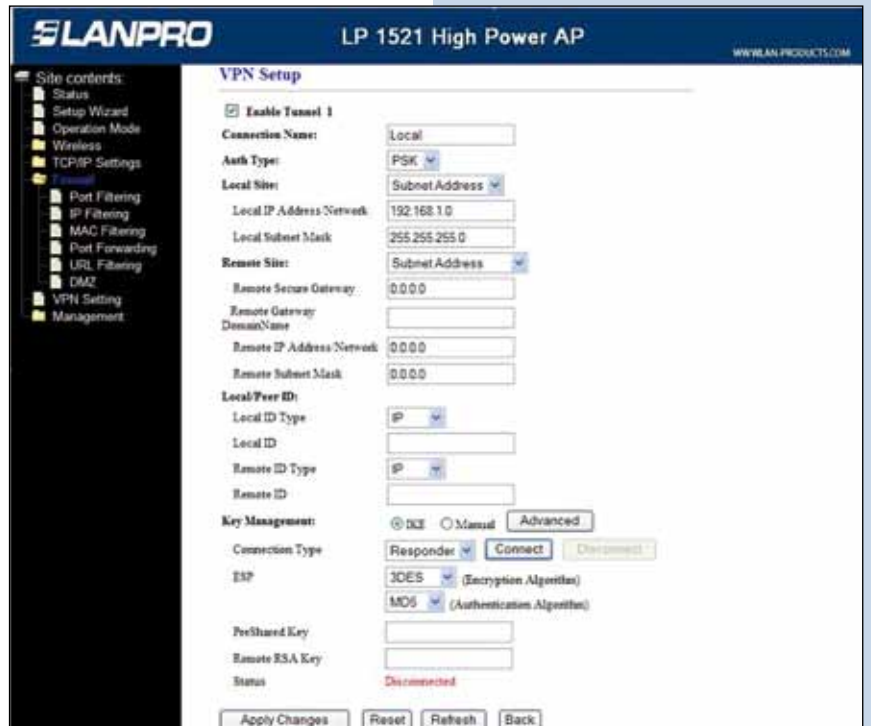 LANPRO
LP 1521 High Power AP
WWW.LAN-PRODUCTS.COM
Site contents:
Status
Setup Wizard
Operation Mode
Wireless
TCP/IP Settings
Port Filtering
IP Filtering
MAC Filtering
Port Forwarding
URL Filtering
DMZ
VPN Setting
Management
VPN Setup
Enable Tunnel 1
Connection Name: Local
Auth Type: PSK
Local Site: Subnet Address
Local IP Address/Network 192.168.1.0
Local Subnet Mask 255.255.255.0
Remote Site: Subnet Address
Remote Secure Gateway 0.0.0.0
Remote Gateway
DomainName
Remote IP Address/Network 0.0.0.0
Remote Subnet Mask 0.0.0.0
Local/Peer ID:
Local ID Type IP
Local ID
Remote ID Type IP
Remote ID
Key Management: IKE Manual Advanced
Connection Type Responder Connect Disconnect
ESP 3DES (Encryption Algorithm)
MD5 (Authentication Algorithm)
PreShared Key
Remote RSA Key
Status Disconnected
Apply Changes Reset Refresh Back